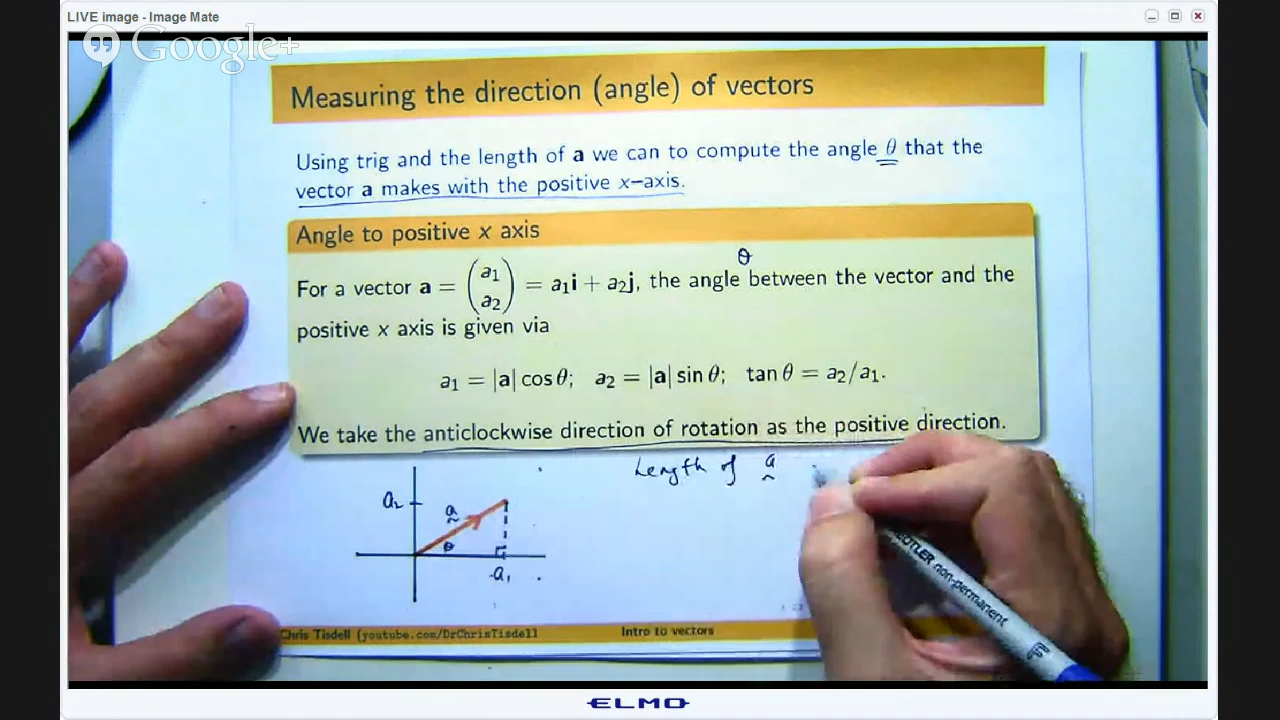 LIVE image - Image Mate
Google+
Measuring the direction (angle) of vectors
Using trig and the length of a we can to compute the angle θ that the
vector a makes with the positive x−axis.
Angle to positive x axis
θ
For a vector a = (a₁ a₂) = a₁i + a₂j, the angle between the vector and the
positive x axis is given via
a₁ = |a| cos θ; a₂ = |a| sin θ; tan θ = a₂/a₁.
We take the anticlockwise direction of rotation as the positive direction.
Length of a
a₂
a
θ
a₁
Chris Tisdell (youtube.com/DrChrisTisdell
Intro to vectors
non-permanent
F
ELMO